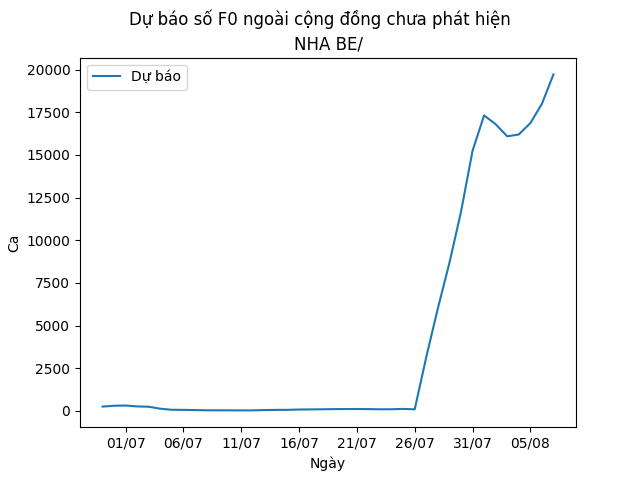 Dự báo số F0 ngoài cộng đồng chưa phát hiện
NHA BE/
Dự báo
20000
17500
15000
12500
10000
7500
5000
2500
0
Ca
01/07 06/07 11/07 16/07 21/07 26/07 31/07 05/08
Ngày